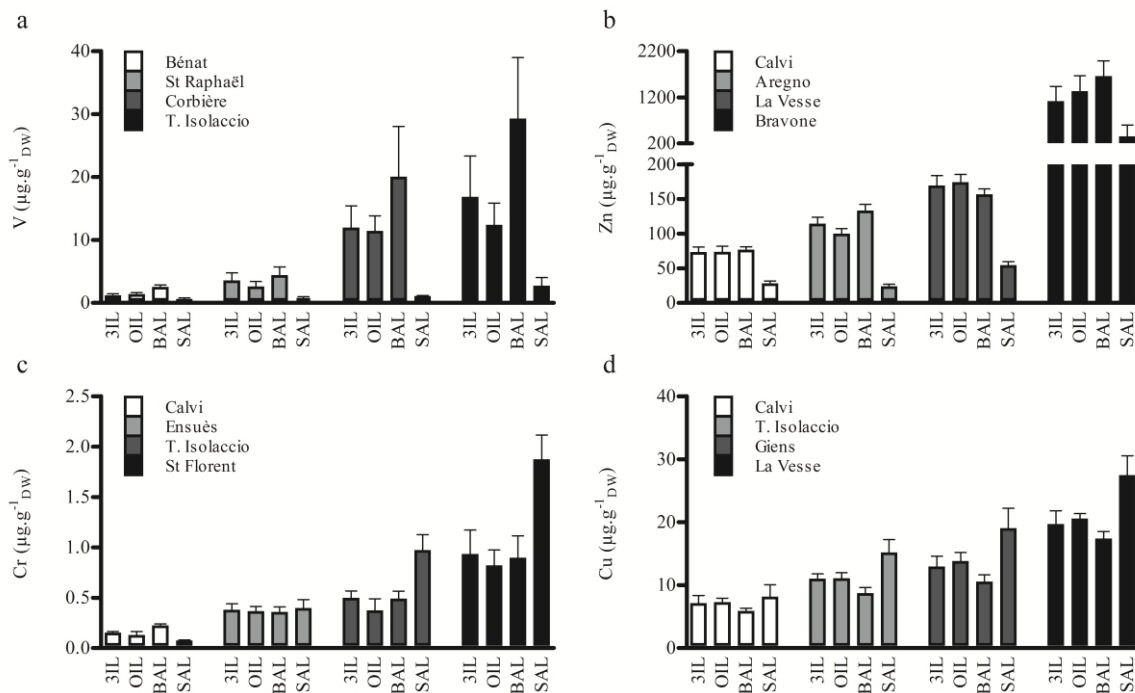 a
V (µg.g⁻¹DW)
40
30
20
10
0
Bénat
St Raphaël
Corbière
T. Isolaccio
3IL OIL BAL SAL 3IL OIL BAL SAL 3IL OIL BAL SAL 3IL OIL BAL SAL
b
Zn (µg.g⁻¹DW)
2200
1200
200
200
150
100
50
0
Calvi
Aregno
La Vesse
Bravone
3IL OIL BAL SAL 3IL OIL BAL SAL 3IL OIL BAL SAL 3IL OIL BAL SAL
c
Cr (µg.g⁻¹DW)
2.5
2.0
1.5
1.0
0.5
0.0
Calvi
Ensuès
T. Isolaccio
St Florent
3IL OIL BAL SAL 3IL OIL BAL SAL 3IL OIL BAL SAL 3IL OIL BAL SAL
d
Cu (µg.g⁻¹DW)
40
30
20
10
0
Calvi
T. Isolaccio
Giens
La Vesse
3IL OIL BAL SAL 3IL OIL BAL SAL 3IL OIL BAL SAL 3IL OIL BAL SAL